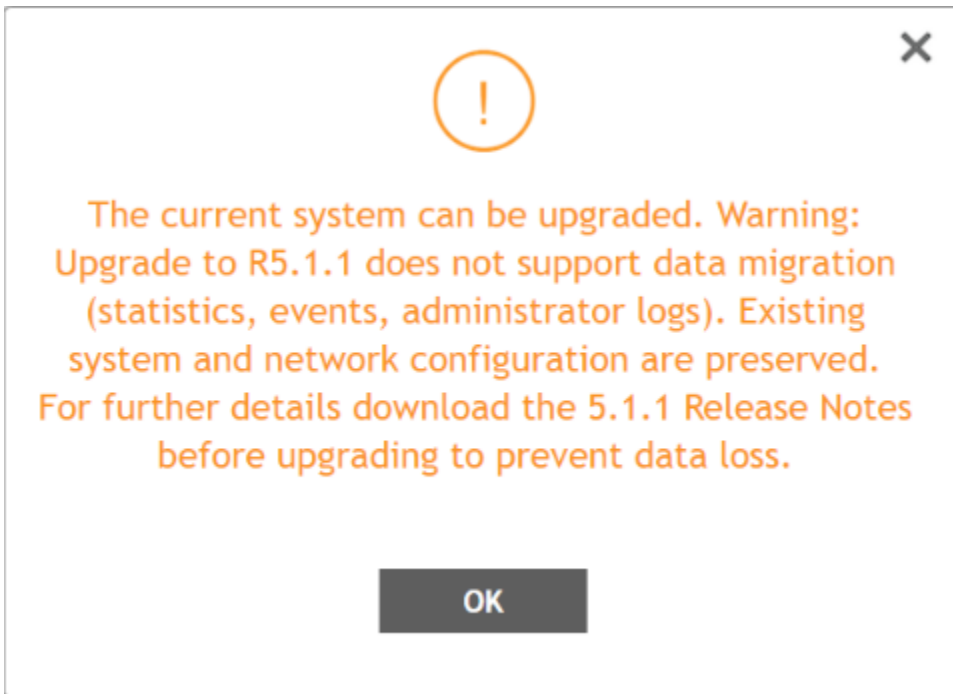 !
The current system can be upgraded. Warning:
Upgrade to R5.1.1 does not support data migration
(statistics, events, administrator logs). Existing
system and network configuration are preserved.
For further details download the 5.1.1 Release Notes
before upgrading to prevent data loss.
OK